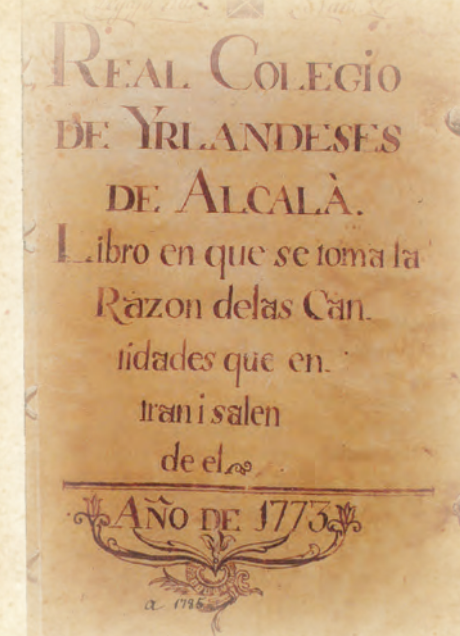 REAL COLEGIO
DE YRLANDESES
DE ALCALÀ.
Libro en que se toma la
Razon delas Can-
tidades que en-
tran i salen
de el
AÑO DE 1773
a 1785